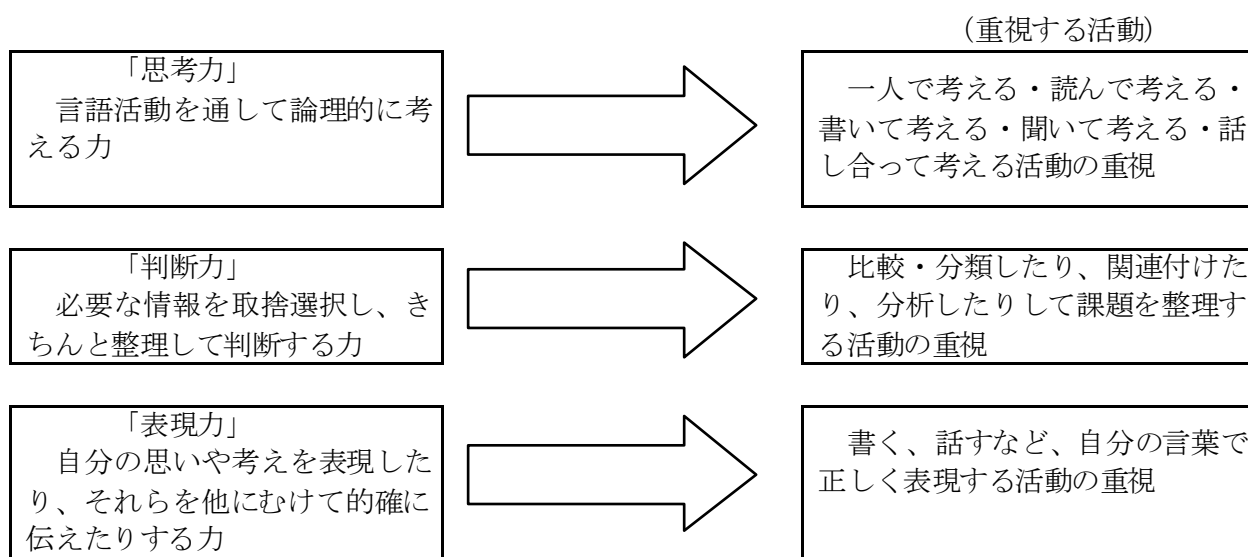 (重視する活動)
「思考力」
言語活動を通して論理的に考
える力
一人で考える・読んで考える・
書いて考える・聞いて考える・話
し合って考える活動の重視
「判断力」
必要な情報を取捨選択し、き
ちんと整理して判断する力
比較・分類したり、関連付けた
り、分析したりして課題を整理す
る活動の重視
「表現力」
自分の思いや考えを表現した
り、それらを他にむけて的確に
伝えたりする力
書く、話すなど、自分の言葉で
正しく表現する活動の重視